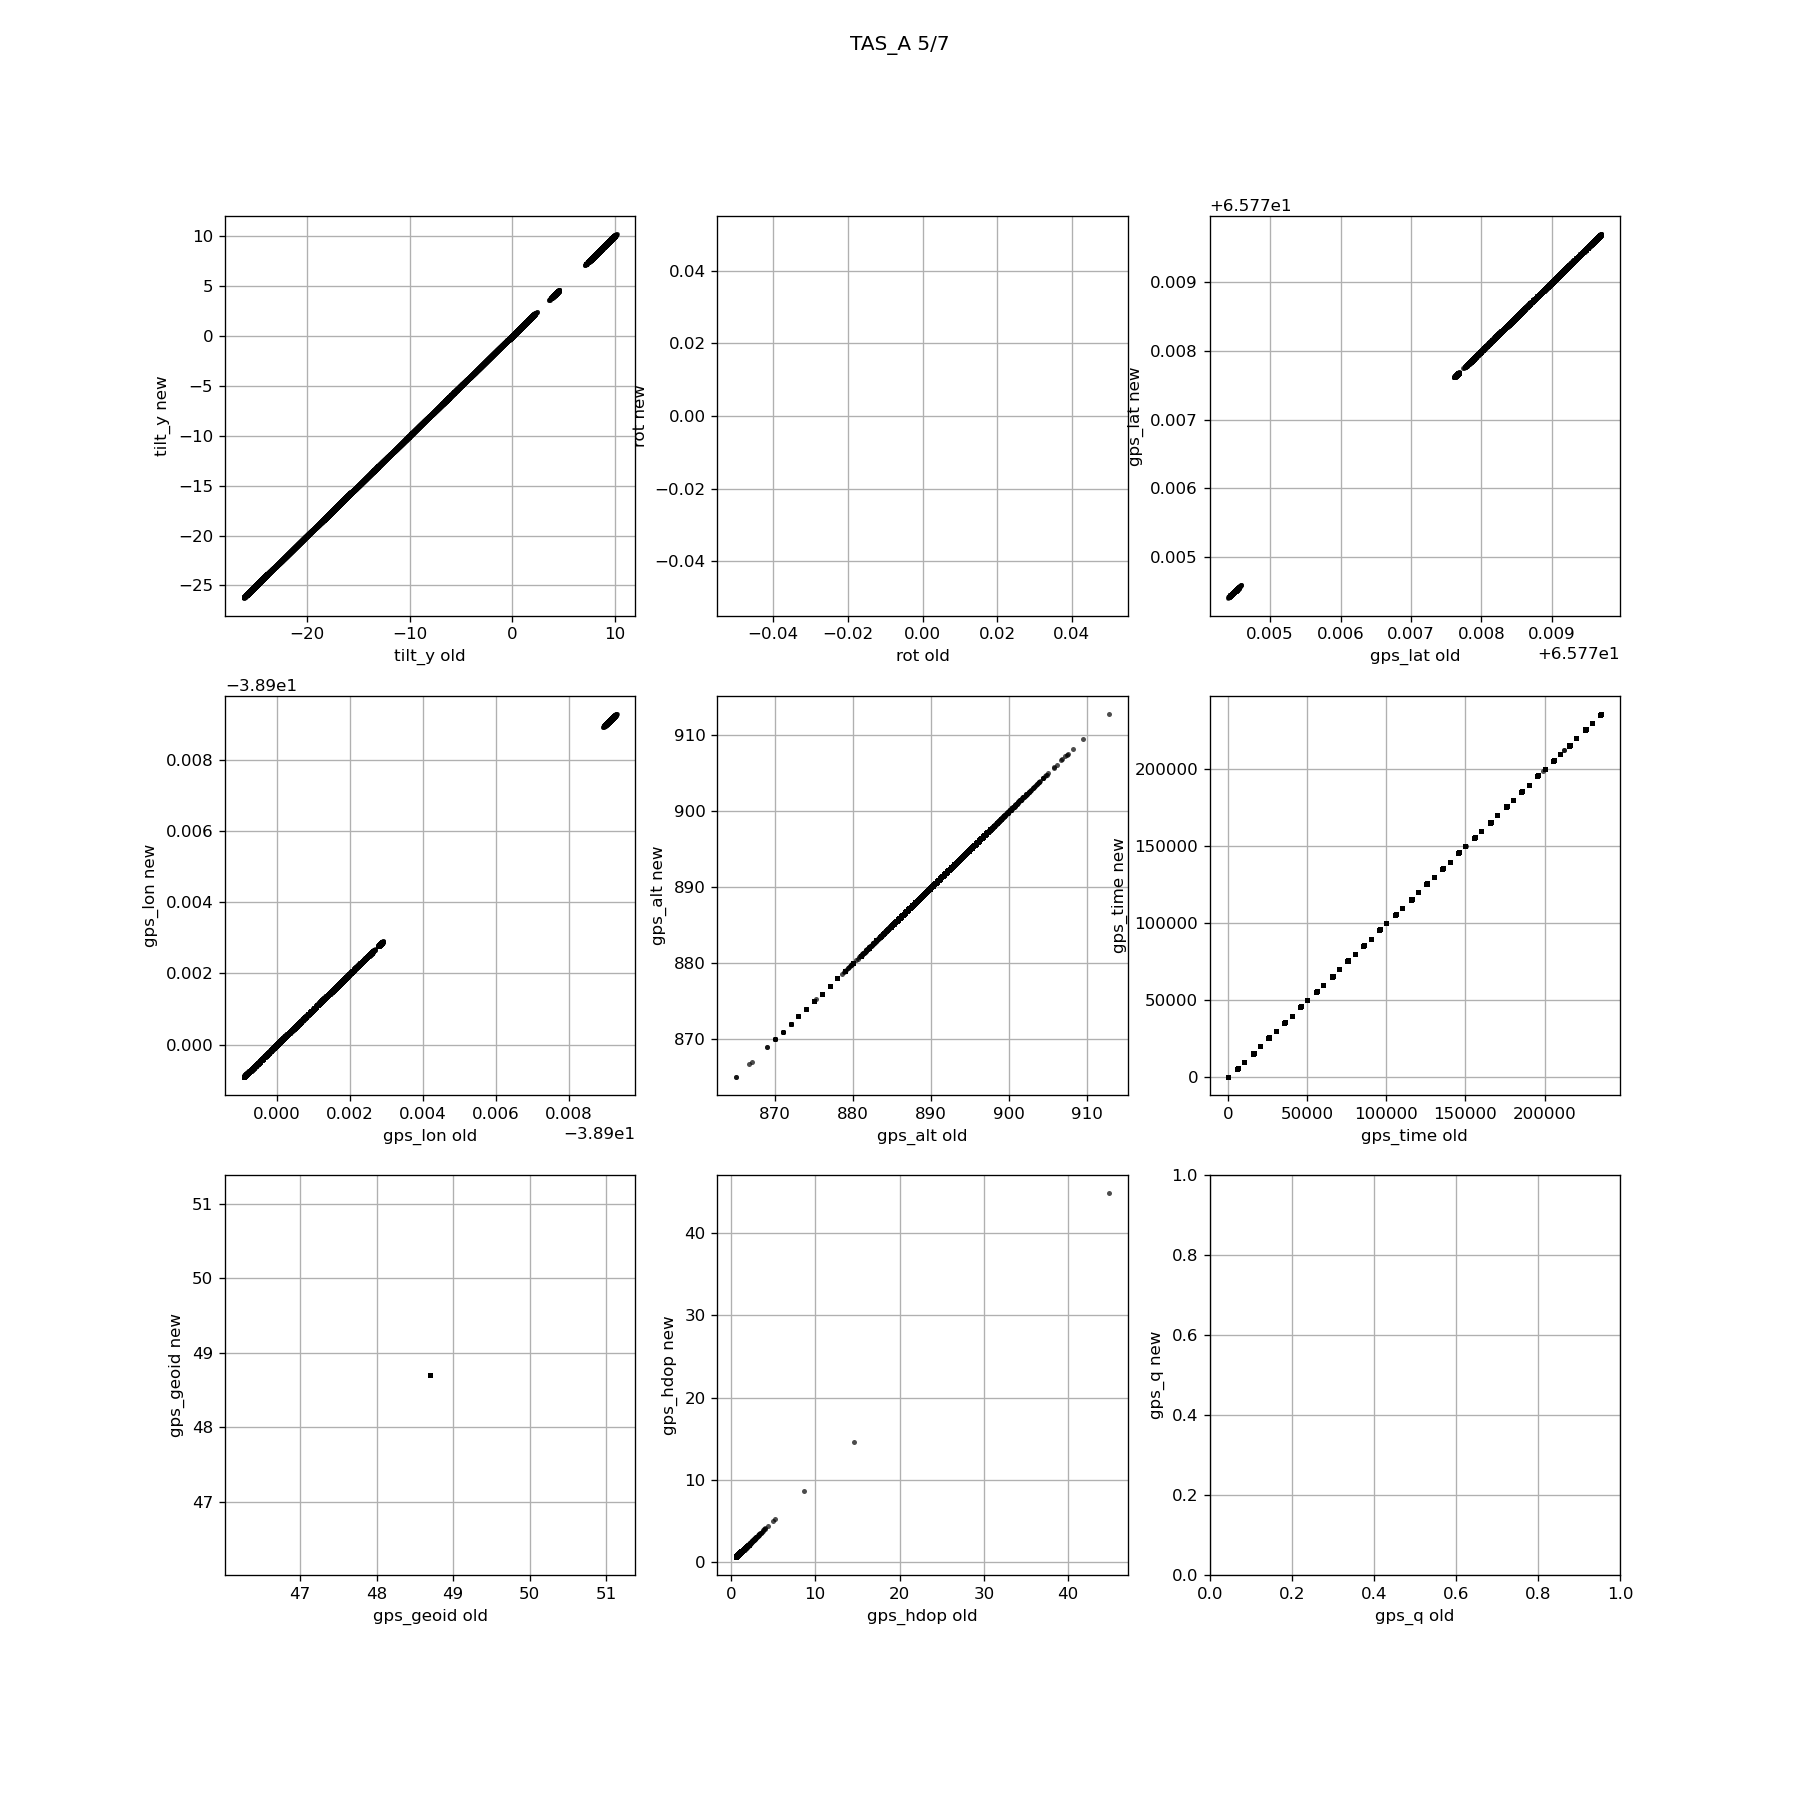 TAS_A 5/7
10
5
0
−5
−10
−15
−20
−25
tilt_y new
−20 −10 0 10
tilt_y old
0.04
0.02
0.00
−0.02
−0.04
rot new
−0.04 −0.02 0.00 0.02 0.04
rot old
+6.577e1
0.009
0.008
0.007
0.006
0.005
gps_lat new
0.005 0.006 0.007 0.008 0.009
+6.577e1
gps_lat old
−3.89e1
0.008
0.006
0.004
0.002
0.000
gps_lon new
0.000 0.002 0.004 0.006 0.008
−3.89e1
gps_lon old
910
900
890
880
870
gps_alt new
870 880 890 900 910
gps_alt old
200000
150000
100000
50000
0
gps_time new
0 50000 100000 150000 200000
gps_time old
51
50
49
48
47
gps_geoid new
47 48 49 50 51
gps_geoid old
40
30
20
10
0
gps_hdop new
0 10 20 30 40
gps_hdop old
1.0
0.8
0.6
0.4
0.2
0.0
gps_q new
0.0 0.2 0.4 0.6 0.8 1.0
gps_q old